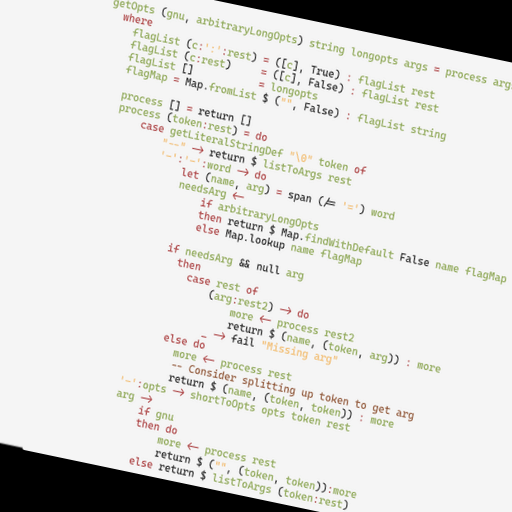 getOpts (gnu, arbitraryLongOpts) string longopts args = process args
where
flagList (c:':':rest) = ([c], True) : flagList rest
flagList (c:rest) = ([c], False) : flagList rest
flagList [] = longopts
flagMap = Map.fromList $ ("", False) : flagList string
process [] = return []
process (token:rest) = do
case getLiteralStringDef "\0" token of
"--" -> return $ listToArgs rest
'-':'-':word -> do
let (name, arg) = span (/= '=') word
needsArg <-
if arbitraryLongOpts
then return $ Map.findWithDefault False name flagMap
else Map.lookup name flagMap
if needsArg && null arg
then
case rest of
(arg:rest2) -> do
more <- process rest2
return $ (name, (token, arg)) : more
_ -> fail "Missing arg"
else do
more <- process rest
-- Consider splitting up token to get arg
return $ (name, (token, token)) : more
'-':opts -> shortToOpts opts token rest
arg ->
if gnu
then do
more <- process rest
return $ ("", (token, token)):more
else return $ listToArgs (token:rest)